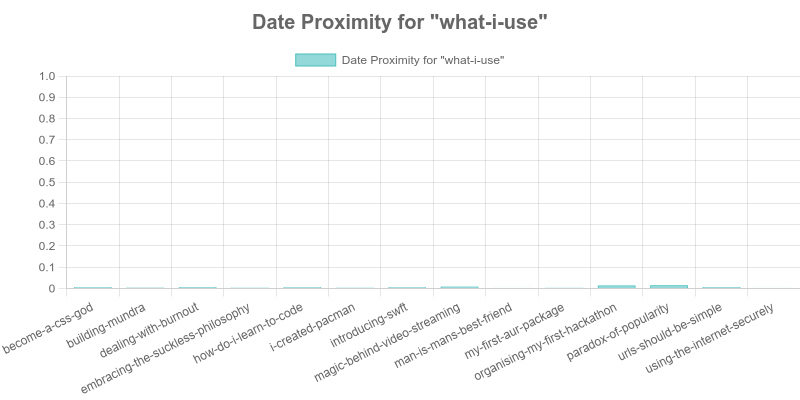 Date Proximity for "what-i-use"
Date Proximity for "what-i-use"
1.0
0.9
0.8
0.7
0.6
0.5
0.4
0.3
0.2
0.1
0
become-a-css-god
building-mundra
dealing-with-burnout
embracing-the-suckless-philosophy
how-do-i-learn-to-code
i-created-pacman
introducing-swft
magic-behind-video-streaming
man-is-mans-best-friend
my-first-aur-package
organising-my-first-hackathon
paradox-of-popularity
urls-should-be-simple
using-the-internet-securely